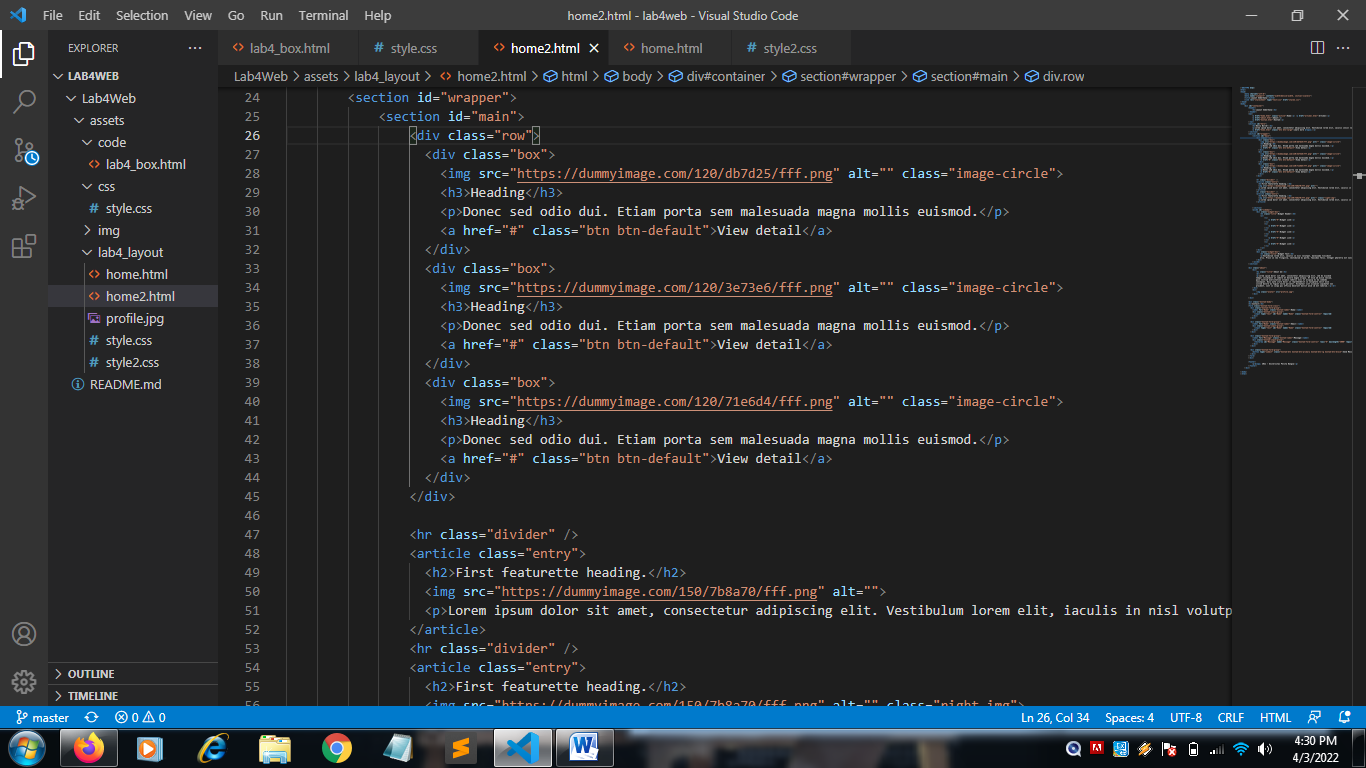 File Edit Selection View Go Run Terminal Help home2.html - lab4web - Visual Studio Code
EXPLORER
lab4_box.html style.css home2.html home.html style2.css
LAB4WEB
Lab4Web > assets > lab4_layout > home2.html > html > body > div#container > section#wrapper > section#main > div.row
Lab4Web
assets
code
lab4_box.html
css
style.css
img
lab4_layout
home.html
home2.html
profile.jpg
style.css
style2.css
README.md
OUTLINE
TIMELINE
24 <section id="wrapper">
25 <section id="main">
26 <div class="row">
27 <div class="box">
28 <img src="https://dummyimage.com/120/db7d25/fff.png" alt="" class="image-circle">
29 <h3>Heading</h3>
30 <p>Donec sed odio dui. Etiam porta sem malesuada magna mollis euismod.</p>
31 <a href="#" class="btn btn-default">View detail</a>
32 </div>
33 <div class="box">
34 <img src="https://dummyimage.com/120/3e73e6/fff.png" alt="" class="image-circle">
35 <h3>Heading</h3>
36 <p>Donec sed odio dui. Etiam porta sem malesuada magna mollis euismod.</p>
37 <a href="#" class="btn btn-default">View detail</a>
38 </div>
39 <div class="box">
40 <img src="https://dummyimage.com/120/71e6d4/fff.png" alt="" class="image-circle">
41 <h3>Heading</h3>
42 <p>Donec sed odio dui. Etiam porta sem malesuada magna mollis euismod.</p>
43 <a href="#" class="btn btn-default">View detail</a>
44 </div>
45 </div>
46
47 <hr class="divider" />
48 <article class="entry">
49 <h2>First featurette heading.</h2>
50 <img src="https://dummyimage.com/150/7b8a70/fff.png" alt="">
51 <p>Lorem ipsum dolor sit amet, consectetur adipiscing elit. Vestibulum lorem elit, iaculis in nisl volutp
52 </article>
53 <hr class="divider" />
54 <article class="entry">
55 <h2>First featurette heading.</h2>
56 <img src="https://dummyimage.com/150/7b8a70/fff.png" alt="" class="right-img">
master 0 0 Ln 26, Col 34 Spaces: 4 UTF-8 CRLF HTML
4:30 PM
4/3/2022